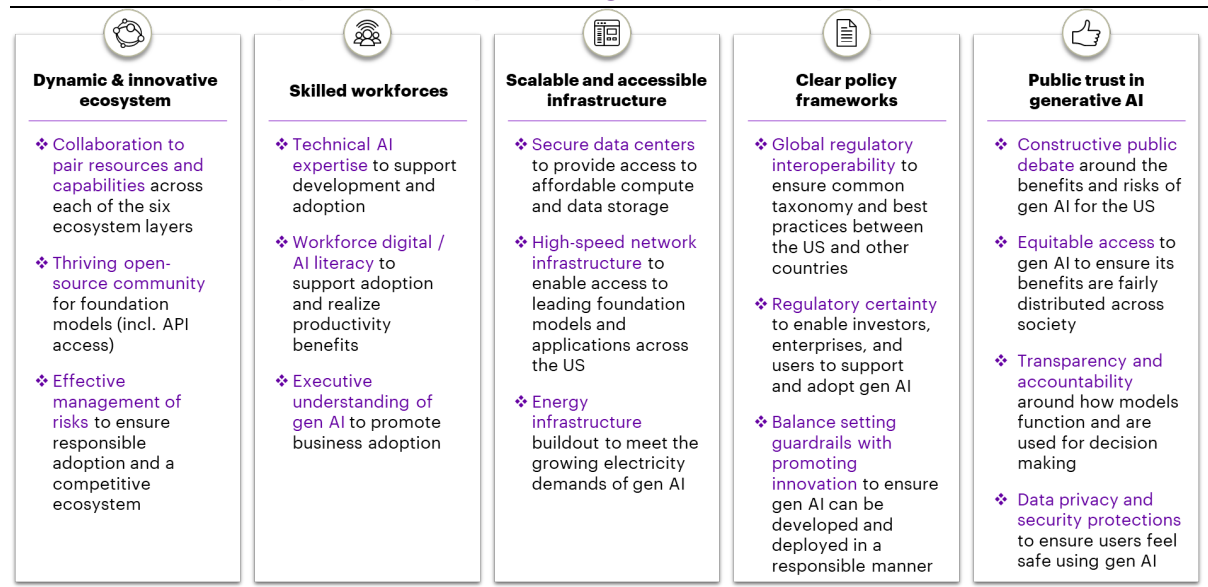 Dynamic & innovative
ecosystem
❖ Collaboration to
pair resources and
capabilities across
each of the six
ecosystem layers
❖ Thriving open-
source community
for foundation
models (incl. API
access)
❖ Effective
management of
risks to ensure
responsible
adoption and a
competitive
ecosystem
Skilled workforces
❖ Technical AI
expertise to support
development and
adoption
❖ Workforce digital /
AI literacy to
support adoption
and realize
productivity
benefits
❖ Executive
understanding of
gen AI to promote
business adoption
Scalable and accessible
infrastructure
❖ Secure data centers
to provide access to
affordable compute
and data storage
❖ High-speed network
infrastructure to
enable access to
leading foundation
models and
applications across
the US
❖ Energy
infrastructure
buildout to meet the
growing electricity
demands of gen AI
Clear policy
frameworks
❖ Global regulatory
interoperability to
ensure common
taxonomy and best
practices between
the US and other
countries
❖ Regulatory certainty
to enable investors,
enterprises, and
users to support
and adopt gen AI
❖ Balance setting
guardrails with
promoting
innovation to ensure
gen AI can be
developed and
deployed in a
responsible manner
Public trust in
generative AI
❖ Constructive public
debate around the
benefits and risks of
gen AI for the US
❖ Equitable access to
gen AI to ensure its
benefits are fairly
distributed across
society
❖ Transparency and
accountability
around how models
function and are
used for decision
making
❖ Data privacy and
security protections
to ensure users feel
safe using gen AI